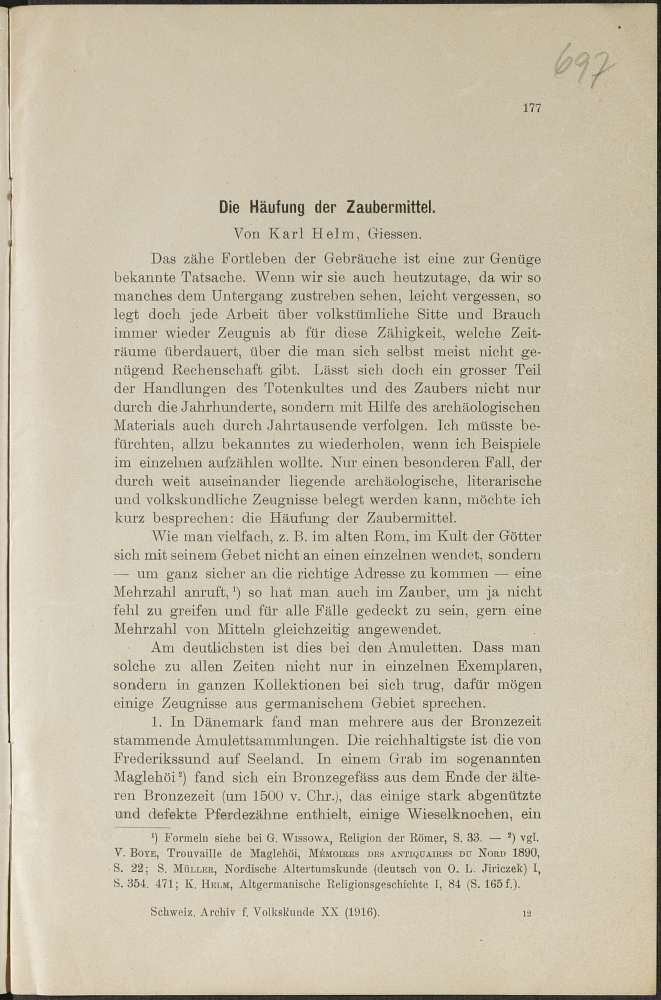 697
177
Die Häufung der Zaubermittel.
Von Karl Helm, Giessen.
Das zähe Fortleben der Gebräuche ist eine zur Genüge
bekannte Tatsache. Wenn wir sie auch heutzutage, da wir so
manches dem Untergang zustreben sehen, leicht vergessen, so
legt doch jede Arbeit über volkstümliche Sitte und Brauch
immer wieder Zeugnis ab für diese Zähigkeit, welche Zeit-
räume überdauert, über die man sich selbst meist nicht ge-
nügend Rechenschaft gibt. Lässt sich doch ein grosser Teil
der Handlungen des Totenkultes und des Zaubers nicht nur
durch die Jahrhunderte, sondern mit Hilfe des archäologischen
Materials auch durch Jahrtausende verfolgen. Ich müsste be-
fürchten, allzu bekanntes zu wiederholen, wenn ich Beispiele
im einzelnen aufzählen wollte. Nur einen besonderen Fall, der
durch weit auseinander liegende archäologische, literarische
und volkskundliche Zeugnisse belegt werden kann, möchte ich
kurz besprechen: die Häufung der Zaubermittel.
Wie man vielfach, z. B. im alten Rom, im Kult der Götter
sich mit seinem Gebet nicht an einen einzelnen wendet, sondern
— um ganz sicher an die richtige Adresse zu kommen — eine
Mehrzahl anruft,¹) so hat man auch im Zauber, um ja nicht
fehl zu greifen und für alle Fälle gedeckt zu sein, gern eine
Mehrzahl von Mitteln gleichzeitig angewendet.
Am deutlichsten ist dies bei den Amuletten. Dass man
solche zu allen Zeiten nicht nur in einzelnen Exemplaren,
sondern in ganzen Kollektionen bei sich trug, dafür mögen
einige Zeugnisse aus germanischem Gebiet sprechen.
1. In Dänemark fand man mehrere aus der Bronzezeit
stammende Amulettsammlungen. Die reichhaltigste ist die von
Frederikssund auf Seeland. In einem Grab im sogenannten
Maglehöi²) fand sich ein Bronzegefäss aus dem Ende der älte-
ren Bronzezeit (um 1500 v. Chr.), das einige stark abgenützte
und defekte Pferdezähne enthielt, einige Wieselknochen, ein
¹) Formeln siehe bei G. Wissowa, Religion der Römer, S. 33. — ²) vgl.
V. Boye, Trouvaille de Maglehöi, Mémoires des antiquaires du Nord 1890,
S. 22; S. Müller, Nordische Altertumskunde (deutsch von O. L. Jiriczek) I,
S. 354. 471; K. Helm, Altgermanische Religionsgeschichte I, 84 (S. 165 f.).
Schweiz. Archiv f. Volkskunde XX (1916).
12